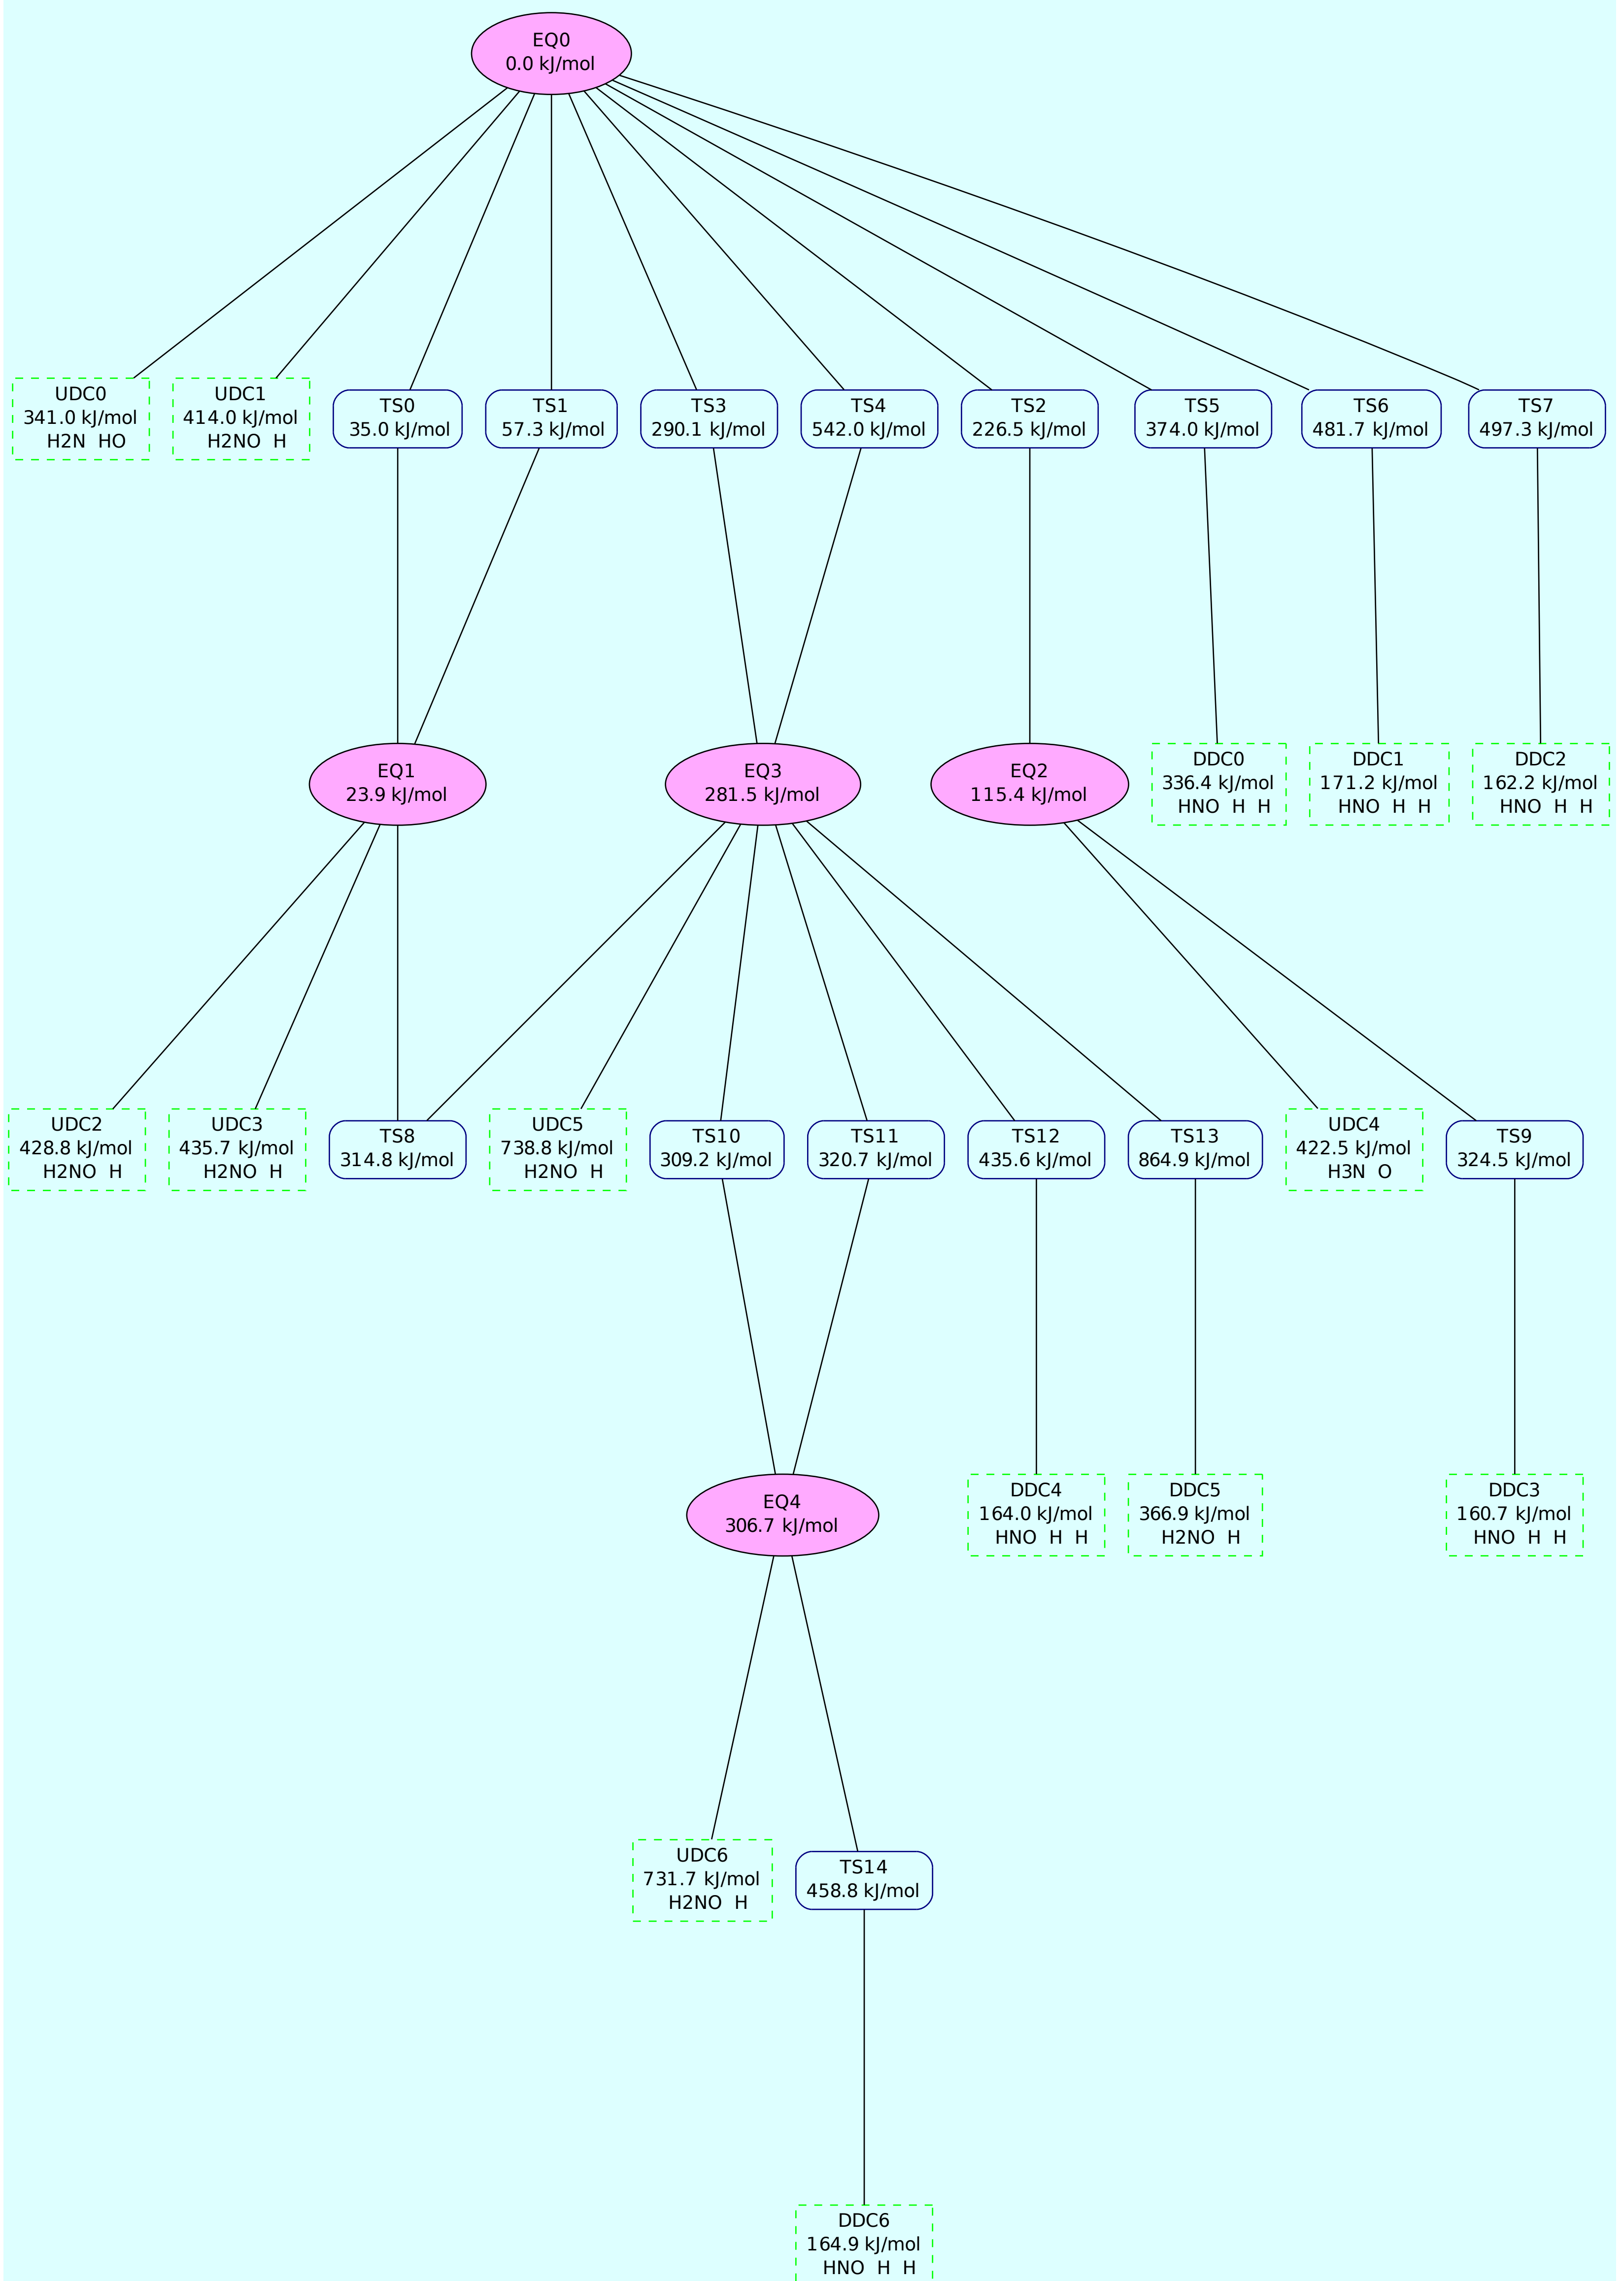 EQ0
0.0 kJ/mol
UDC0
341.0 kJ/mol
H2N HO
UDC1
414.0 kJ/mol
H2NO H
TS0
35.0 kJ/mol
TS1
57.3 kJ/mol
TS3
290.1 kJ/mol
TS4
542.0 kJ/mol
TS2
226.5 kJ/mol
TS5
374.0 kJ/mol
TS6
481.7 kJ/mol
TS7
497.3 kJ/mol
EQ1
23.9 kJ/mol
EQ3
281.5 kJ/mol
EQ2
115.4 kJ/mol
DDC0
336.4 kJ/mol
HNO H H
DDC1
171.2 kJ/mol
HNO H H
DDC2
162.2 kJ/mol
HNO H H
UDC2
428.8 kJ/mol
H2NO H
UDC3
435.7 kJ/mol
H2NO H
TS8
314.8 kJ/mol
UDC5
738.8 kJ/mol
H2NO H
TS10
309.2 kJ/mol
TS11
320.7 kJ/mol
TS12
435.6 kJ/mol
TS13
864.9 kJ/mol
UDC4
422.5 kJ/mol
H3N O
TS9
324.5 kJ/mol
EQ4
306.7 kJ/mol
DDC4
164.0 kJ/mol
HNO H H
DDC5
366.9 kJ/mol
H2NO H
DDC3
160.7 kJ/mol
HNO H H
UDC6
731.7 kJ/mol
H2NO H
TS14
458.8 kJ/mol
DDC6
164.9 kJ/mol
HNO H H